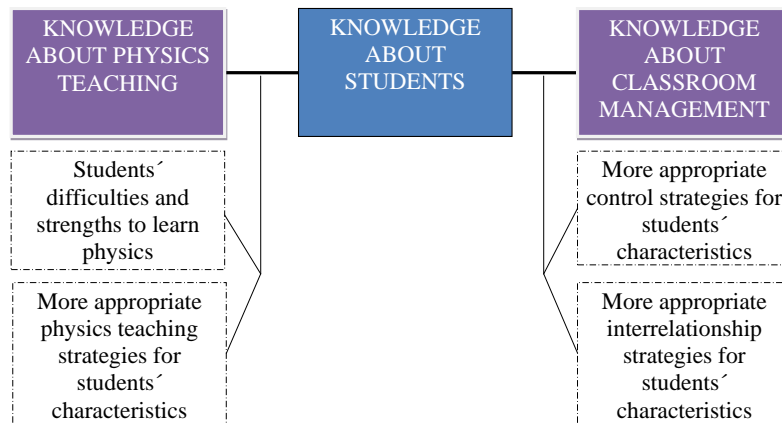 KNOWLEDGE
ABOUT PHYSICS
TEACHING
KNOWLEDGE
ABOUT
STUDENTS
KNOWLEDGE
ABOUT
CLASSROOM
MANAGEMENT
Students´
difficulties and
strengths to learn
physics
More appropriate
physics teaching
strategies for
students´
characteristics
More appropriate
control strategies for
students´
characteristics
More appropriate
interrelationship
strategies for
students´
characteristics